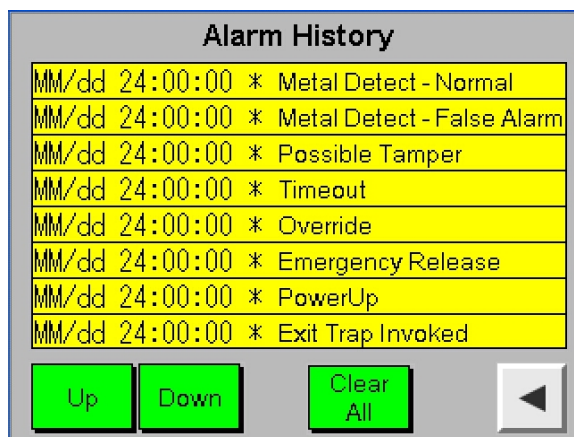 Alarm History
MM/dd 24:00:00 * Metal Detect - Normal
MM/dd 24:00:00 * Metal Detect - False Alarm
MM/dd 24:00:00 * Possible Tamper
MM/dd 24:00:00 * Timeout
MM/dd 24:00:00 * Override
MM/dd 24:00:00 * Emergency Release
MM/dd 24:00:00 * PowerUp
MM/dd 24:00:00 * Exit Trap Invoked
Up Down Clear
All